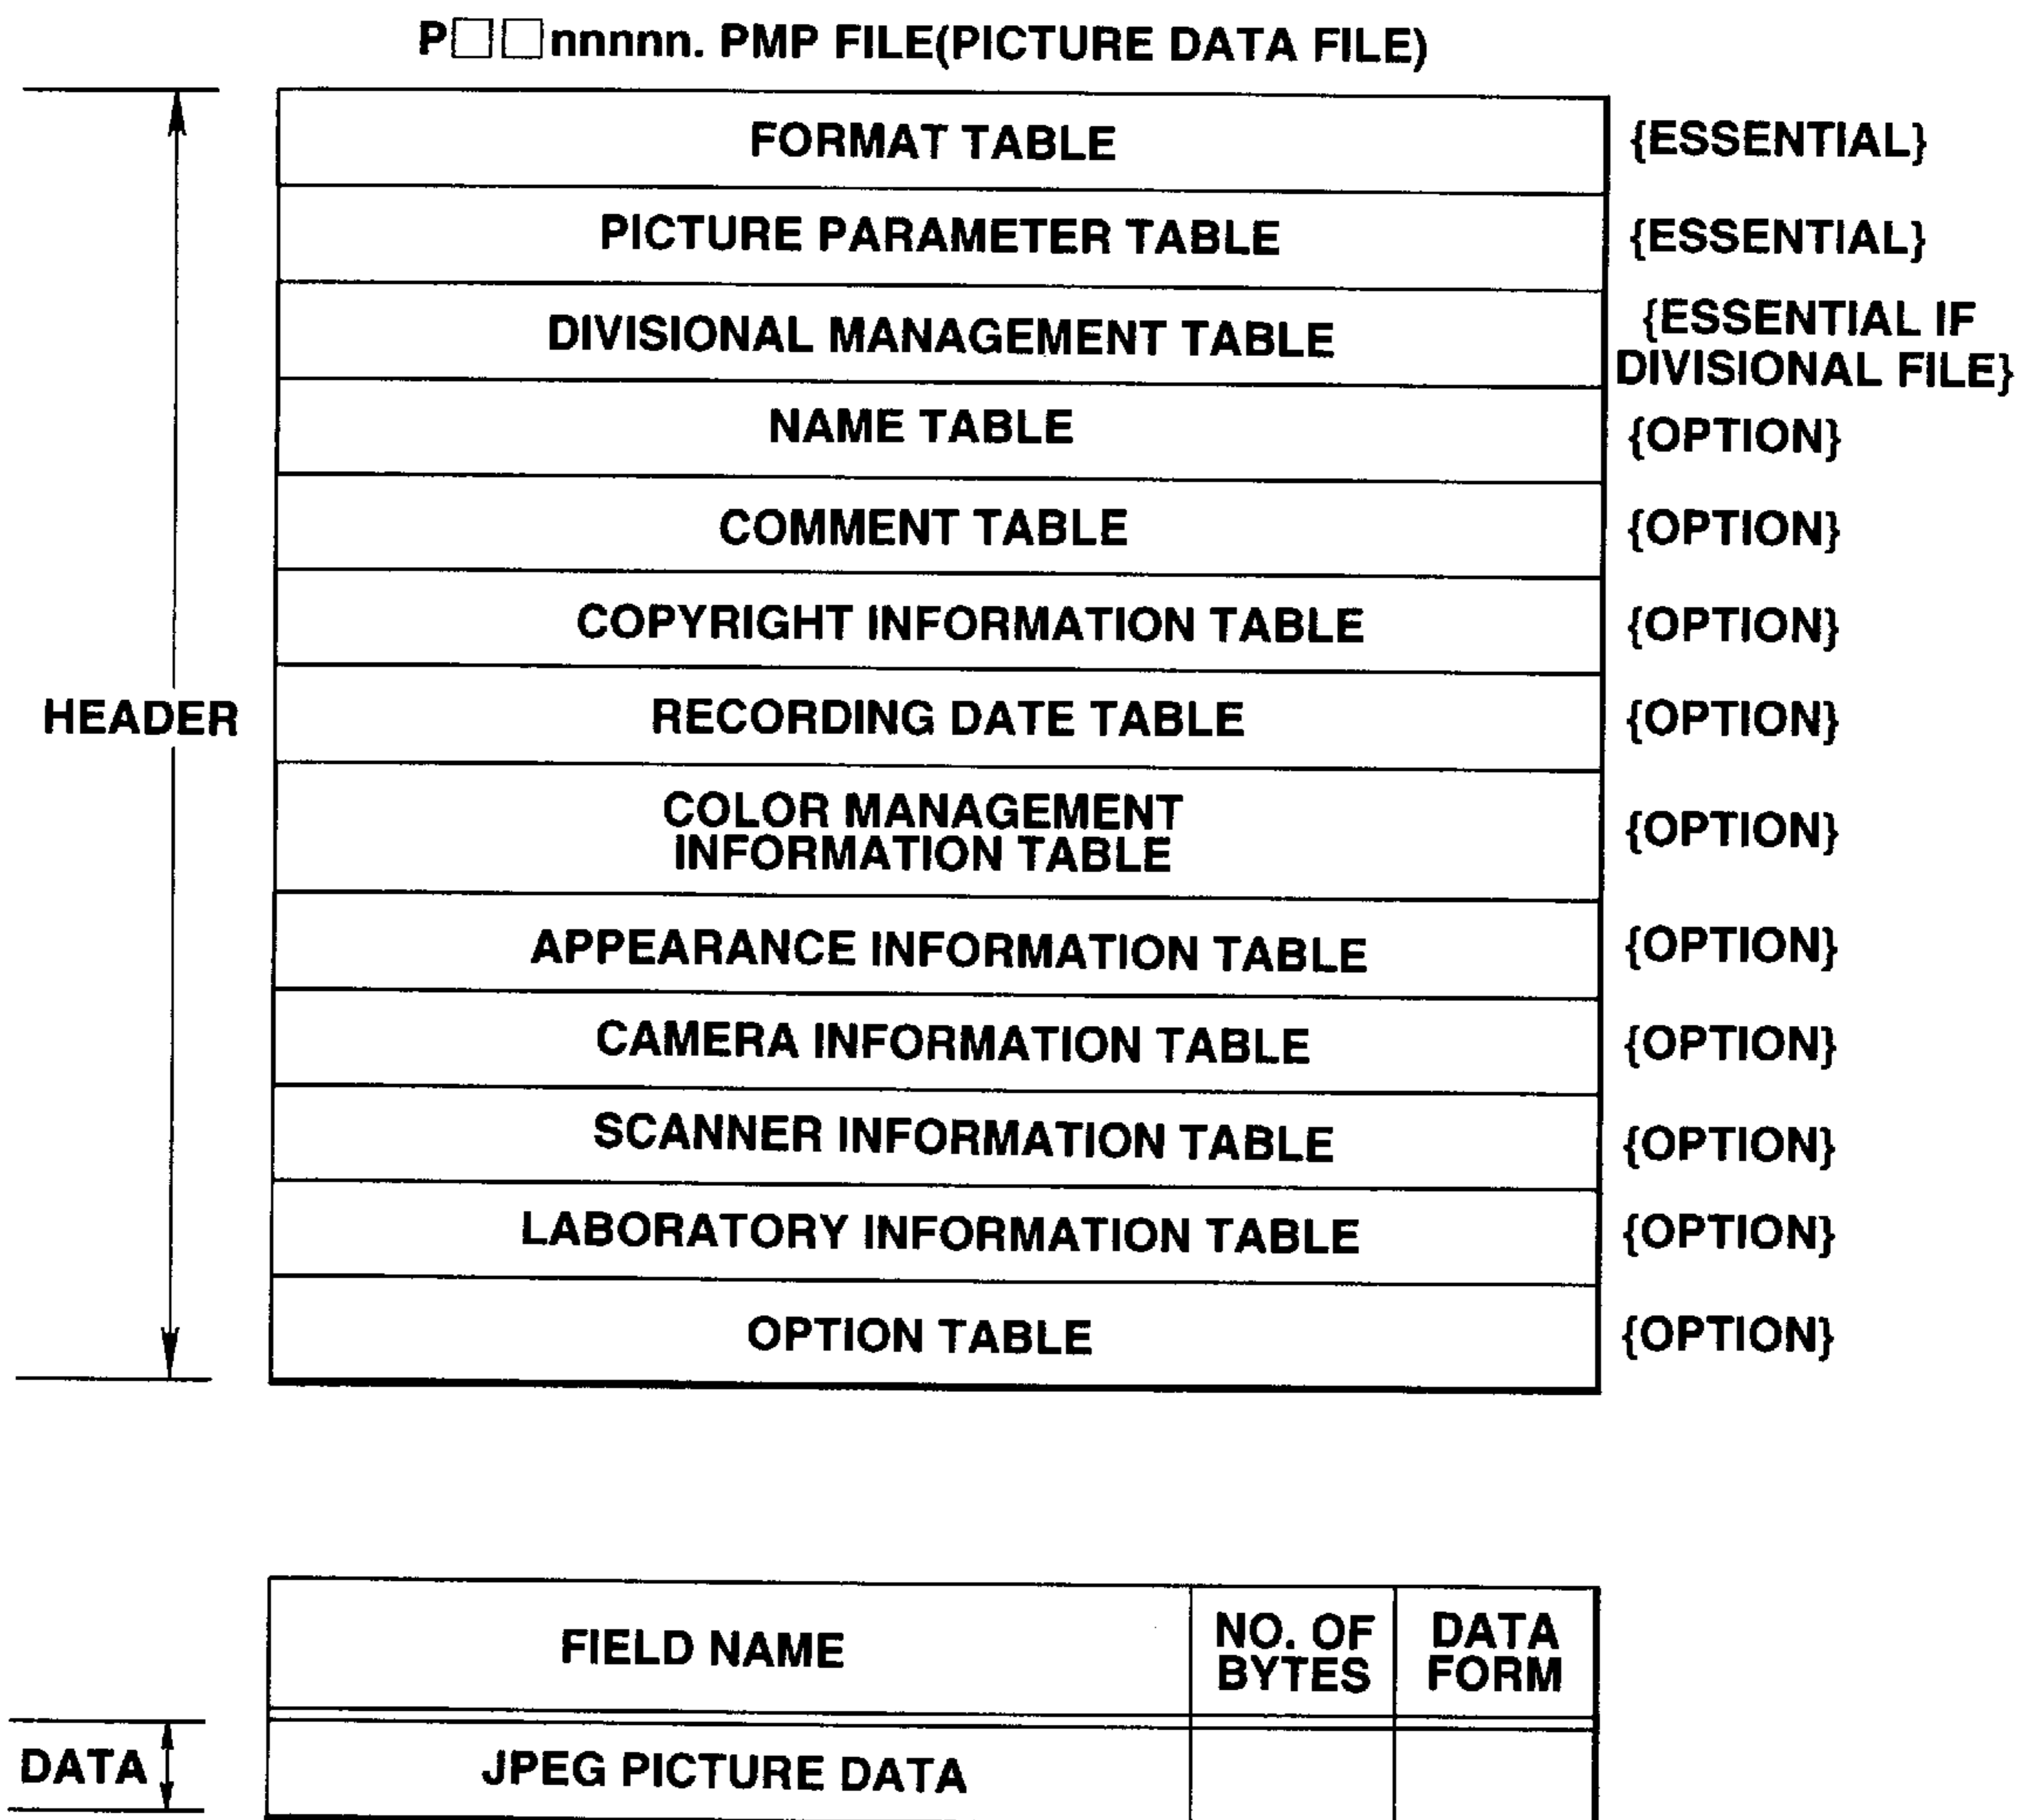 P□□nnnnn. PMP FILE(PICTURE DATA FILE)
FORMAT TABLE {ESSENTIAL}
PICTURE PARAMETER TABLE {ESSENTIAL}
DIVISIONAL MANAGEMENT TABLE {ESSENTIAL IF
DIVISIONAL FILE}
NAME TABLE {OPTION}
COMMENT TABLE {OPTION}
COPYRIGHT INFORMATION TABLE {OPTION}
HEADER RECORDING DATE TABLE {OPTION}
COLOR MANAGEMENT
INFORMATION TABLE {OPTION}
APPEARANCE INFORMATION TABLE {OPTION}
CAMERA INFORMATION TABLE {OPTION}
SCANNER INFORMATION TABLE {OPTION}
LABORATORY INFORMATION TABLE {OPTION}
OPTION TABLE {OPTION}
FIELD NAME NO. OF BYTES DATA FORM
DATA JPEG PICTURE DATA